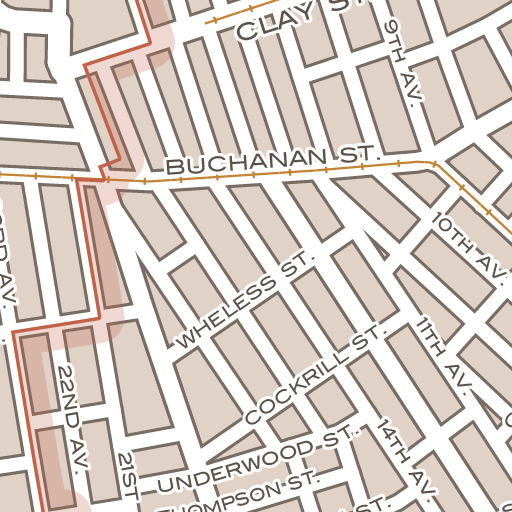 CLAY ST.
9TH AV.
BUCHANAN ST.
10TH AV.
WHELESS ST.
COCKRILL ST.
11TH AV.
22ND AV.
21ST
UNDERWOOD ST.
14TH AV.
THOMPSON ST.
ST.